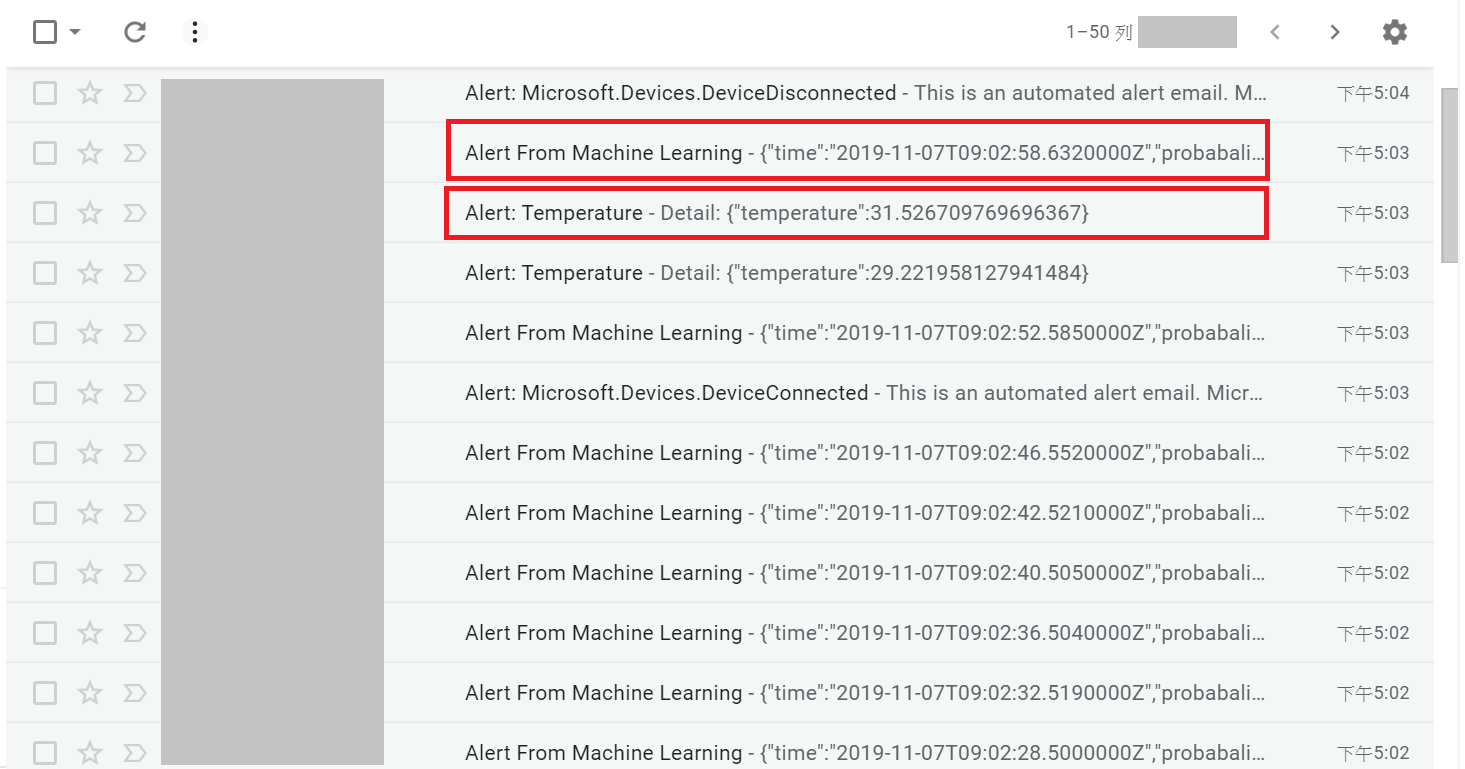 1–50 列
Alert: Microsoft.Devices.DeviceDisconnected - This is an automated alert email. M... 下午5:04
Alert From Machine Learning - {"time":"2019-11-07T09:02:58.6320000Z","probabali... 下午5:03
Alert: Temperature - Detail: {"temperature":31.526709769696367} 下午5:03
Alert: Temperature - Detail: {"temperature":29.221958127941484} 下午5:03
Alert From Machine Learning - {"time":"2019-11-07T09:02:52.5850000Z","probabali... 下午5:03
Alert: Microsoft.Devices.DeviceConnected - This is an automated alert email. Micr... 下午5:03
Alert From Machine Learning - {"time":"2019-11-07T09:02:46.5520000Z","probabali... 下午5:02
Alert From Machine Learning - {"time":"2019-11-07T09:02:42.5210000Z","probabali... 下午5:02
Alert From Machine Learning - {"time":"2019-11-07T09:02:40.5050000Z","probabali... 下午5:02
Alert From Machine Learning - {"time":"2019-11-07T09:02:36.5040000Z","probabali... 下午5:02
Alert From Machine Learning - {"time":"2019-11-07T09:02:32.5190000Z","probabali... 下午5:02
Alert From Machine Learning - {"time":"2019-11-07T09:02:28.5000000Z","probabali... 下午5:02